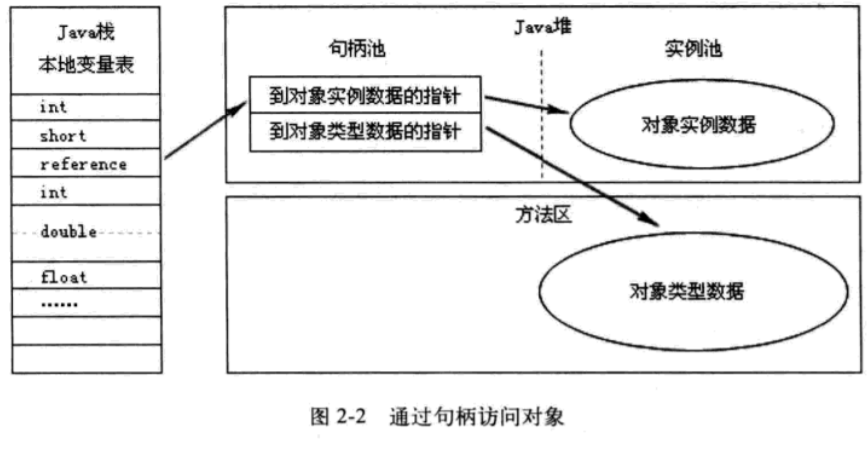 Java栈
本地变量表
int
short
reference
int
double
float
……
Java堆
句柄池
实例池
到对象实例数据的指针
到对象类型数据的指针
对象实例数据
方法区
对象类型数据
图 2-2 通过句柄访问对象